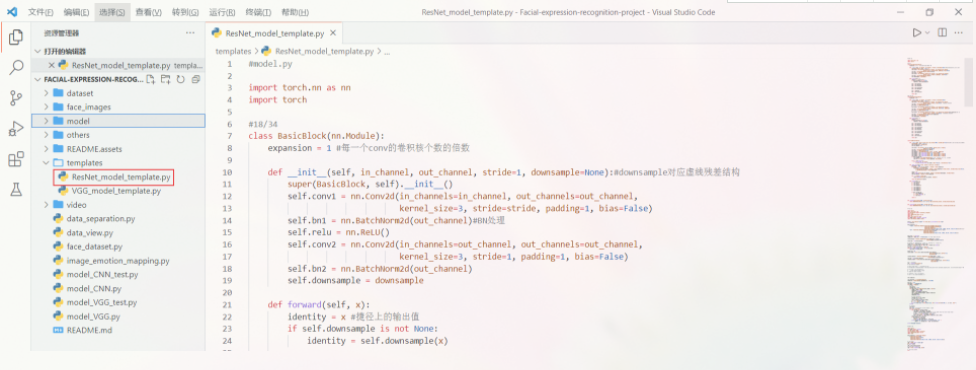 文件(F) 编辑(E) 选择(S) 查看(V) 转到(G) 运行(R) 终端(T) 帮助(H) ResNet_model_template.py - Facial-expression-recognition-project - Visual Studio Code
资源管理器
打开的编辑器
ResNet_model_template.py templa...
FACIAL-EXPRESSION-RECOG...
dataset
face_images
model
others
README.assets
templates
ResNet_model_template.py
VGG_model_template.py
video
data_separation.py
data_view.py
face_dataset.py
image_emotion_mapping.py
model_CNN_test.py
model_CNN.py
model_VGG_test.py
model_VGG.py
README.md
ResNet_model_template.py
templates > ResNet_model_template.py > ...
1 #model.py
2
3 import torch.nn as nn
4 import torch
5
6 #18/34
7 class BasicBlock(nn.Module):
8 expansion = 1 #每一个conv的卷积核个数的倍数
9
10 def __init__(self, in_channel, out_channel, stride=1, downsample=None):#downsample对应虚线残差结构
11 super(BasicBlock, self).__init__()
12 self.conv1 = nn.Conv2d(in_channels=in_channel, out_channels=out_channel,
13 kernel_size=3, stride=stride, padding=1, bias=False)
14 self.bn1 = nn.BatchNorm2d(out_channel)#BN处理
15 self.relu = nn.ReLU()
16 self.conv2 = nn.Conv2d(in_channels=out_channel, out_channels=out_channel,
17 kernel_size=3, stride=1, padding=1, bias=False)
18 self.bn2 = nn.BatchNorm2d(out_channel)
19 self.downsample = downsample
20
21 def forward(self, x):
22 identity = x #捷径上的输出值
23 if self.downsample is not None:
24 identity = self.downsample(x)